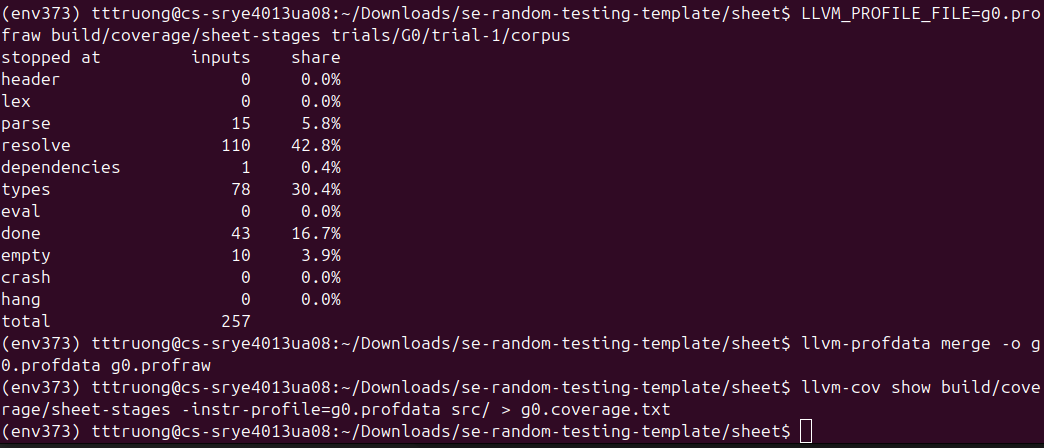 (env373) tttruong@cs-srye4013ua08:~/Downloads/se-random-testing-template/sheet$ LLVM_PROFILE_FILE=g0.pro
fraw build/coverage/sheet-stages trials/G0/trial-1/corpus
stopped at         inputs    share
header                  0     0.0%
lex                     0     0.0%
parse                  15     5.8%
resolve               110    42.8%
dependencies            1     0.4%
types                  78    30.4%
eval                    0     0.0%
done                   43    16.7%
empty                  10     3.9%
crash                   0     0.0%
hang                    0     0.0%
total                 257
(env373) tttruong@cs-srye4013ua08:~/Downloads/se-random-testing-template/sheet$ llvm-profdata merge -o g
0.profdata g0.profraw
(env373) tttruong@cs-srye4013ua08:~/Downloads/se-random-testing-template/sheet$ llvm-cov show build/cove
rage/sheet-stages -instr-profile=g0.profdata src/ > g0.coverage.txt
(env373) tttruong@cs-srye4013ua08:~/Downloads/se-random-testing-template/sheet$